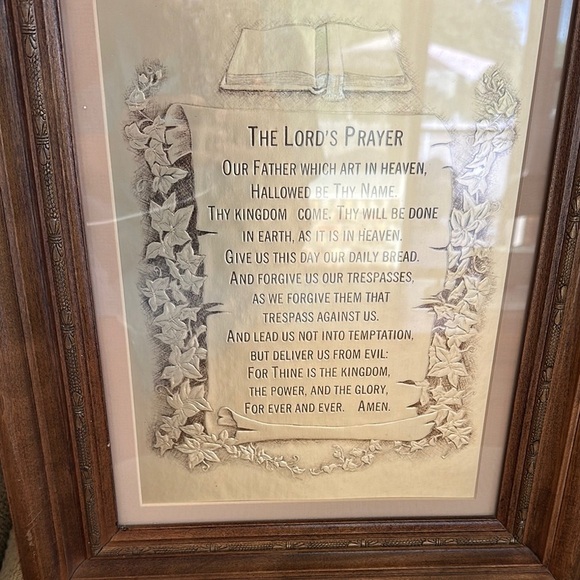 THE LORD'S PRAYER
OUR FATHER WHICH ART IN HEAVEN,
HALLOWED BE THY NAME.
THY KINGDOM COME. THY WILL BE DONE
IN EARTH, AS IT IS IN HEAVEN.
GIVE US THIS DAY OUR DAILY BREAD.
AND FORGIVE US OUR TRESPASSES,
AS WE FORGIVE THEM THAT
TRESPASS AGAINST US.
AND LEAD US NOT INTO TEMPTATION,
BUT DELIVER US FROM EVIL:
FOR THINE IS THE KINGDOM,
THE POWER, AND THE GLORY,
FOR EVER AND EVER. AMEN.